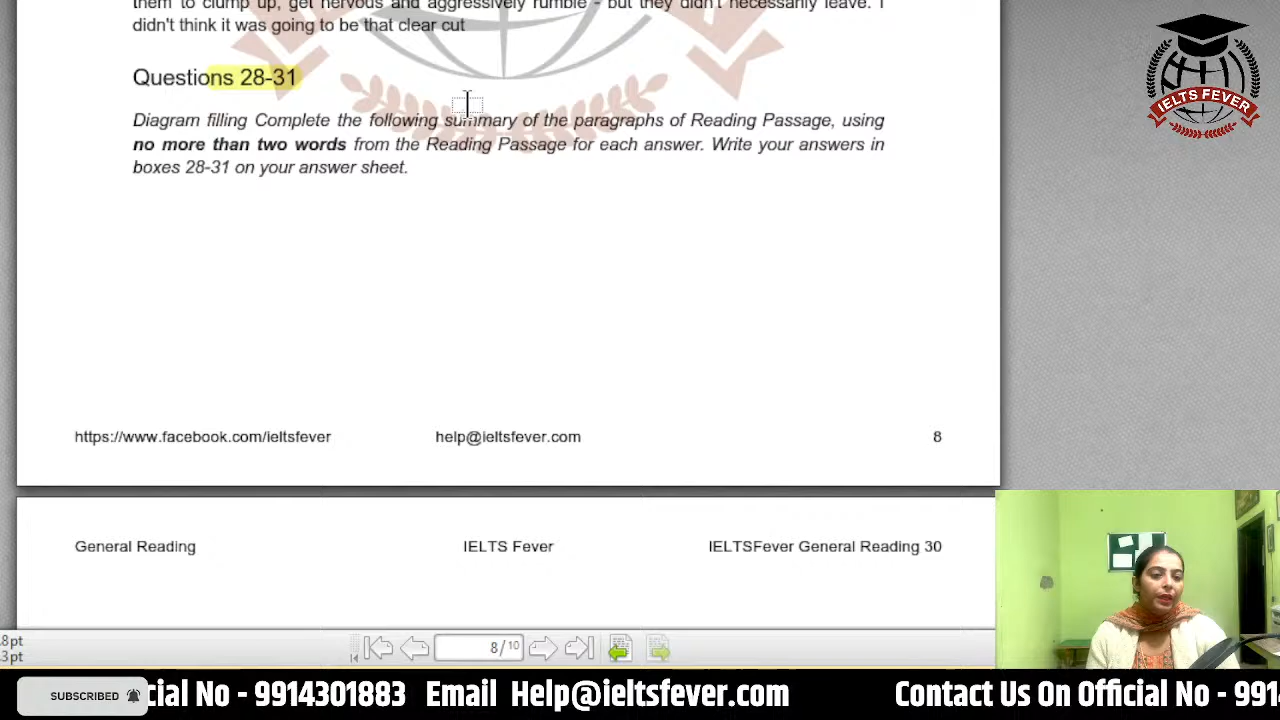 them to clump up, get nervous and aggressively rumble - but they didn't necessarily leave. I
didn't think it was going to be that clear cut
Questions 28-31
Diagram filling Complete the following summary of the paragraphs of Reading Passage, using
no more than two words from the Reading Passage for each answer. Write your answers in
boxes 28-31 on your answer sheet.
https://www.facebook.com/ieltsfever
help@ieltsfever.com
8
General Reading
IELTS Fever
IELTSFever General Reading 30
8 / 10
.8pt
.3pt
IELTS FEVER
SUBSCRIBED
cial No - 9914301883 Email Help@ieltsfever.com Contact Us On Official No - 991